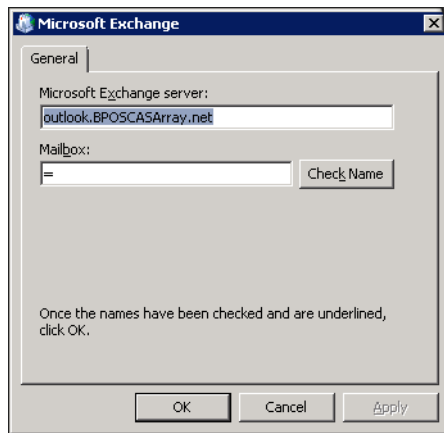 Microsoft Exchange
General
Microsoft Exchange server:
outlook.BPOSCASArray.net
Mailbox:
=
Check Name
Once the names have been checked and are underlined,
click OK.
OK
Cancel
Apply